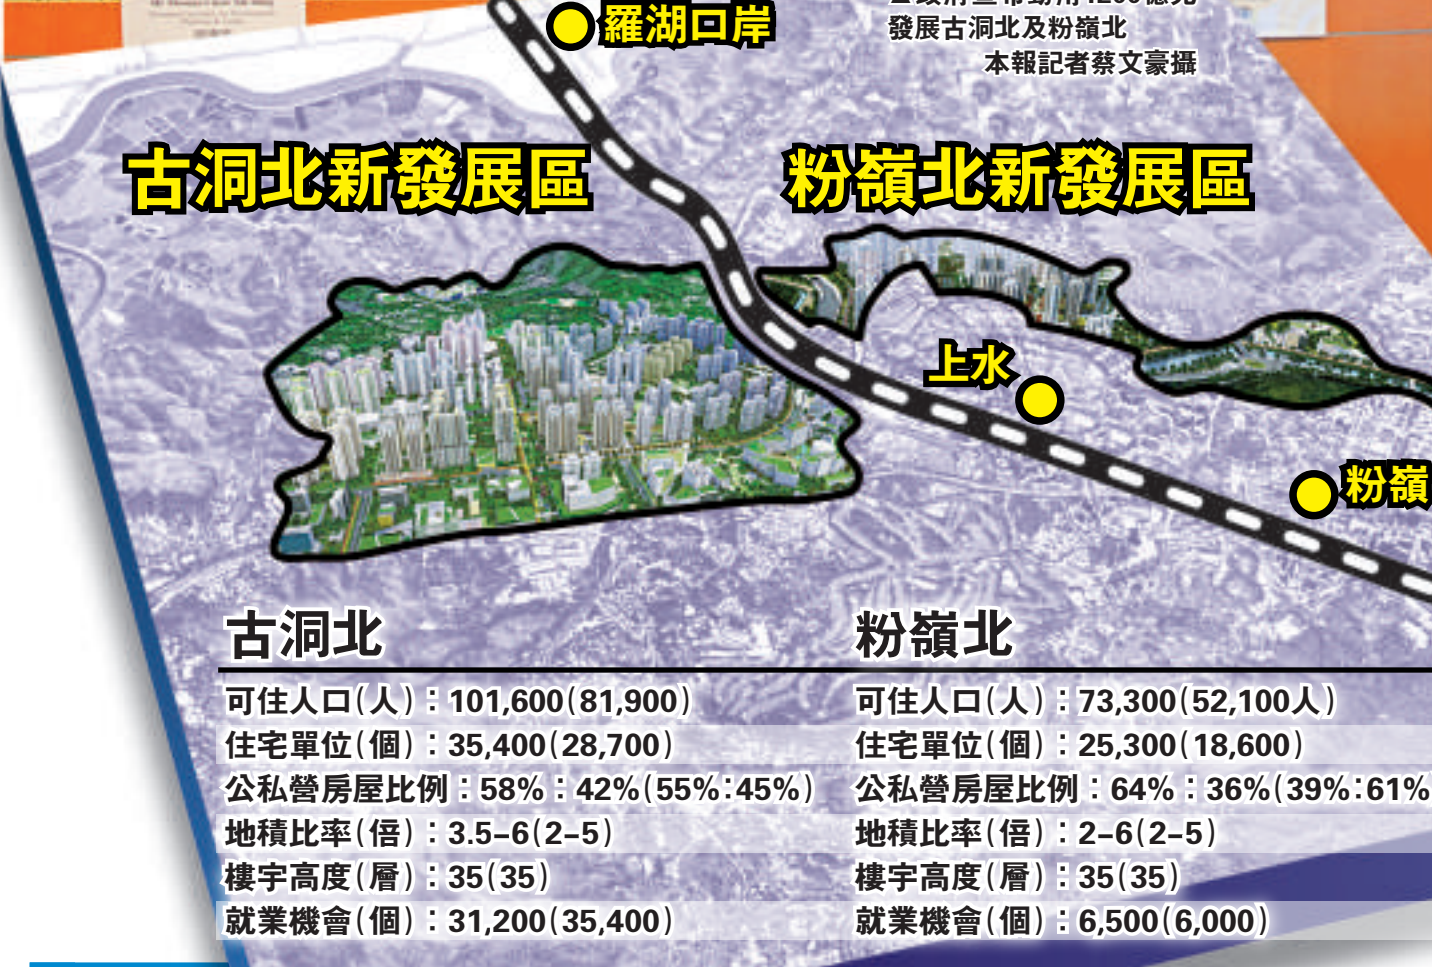 羅湖口岸
發展古洞北及粉嶺北
本報記者蔡文豪攝
古洞北新發展區
粉嶺北新發展區
上水
粉嶺
古洞北
可住人口(人)：101,600(81,900)
住宅單位(個)：35,400(28,700)
公私營房屋比例：58%：42%(55%:45%)
地積比率(倍)：3.5–6(2–5)
樓宇高度(層)：35(35)
就業機會(個)：31,200(35,400)
粉嶺北
可住人口(人)：73,300(52,100人)
住宅單位(個)：25,300(18,600)
公私營房屋比例：64%：36%(39%:61%
地積比率(倍)：2–6(2–5)
樓宇高度(層)：35(35)
就業機會(個)：6,500(6,000)